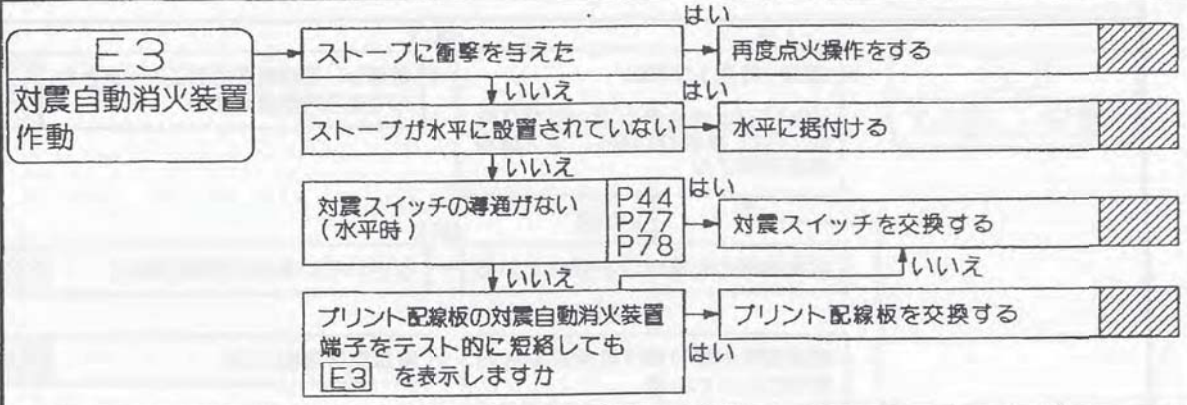 E3
対震自動消火装置
作動
ストーブに衝撃を与えた
はい
再度点火操作をする
いいえ
ストーブが水平に設置されていない
はい
水平に据付ける
いいえ
対震スイッチの導通がない
(水平時)
P44
P77
P78
はい
対震スイッチを交換する
いいえ
いいえ
プリント配線板の対震自動消火装置
端子をテスト的に短絡しても
E3 を表示しますか
はい
プリント配線板を交換する